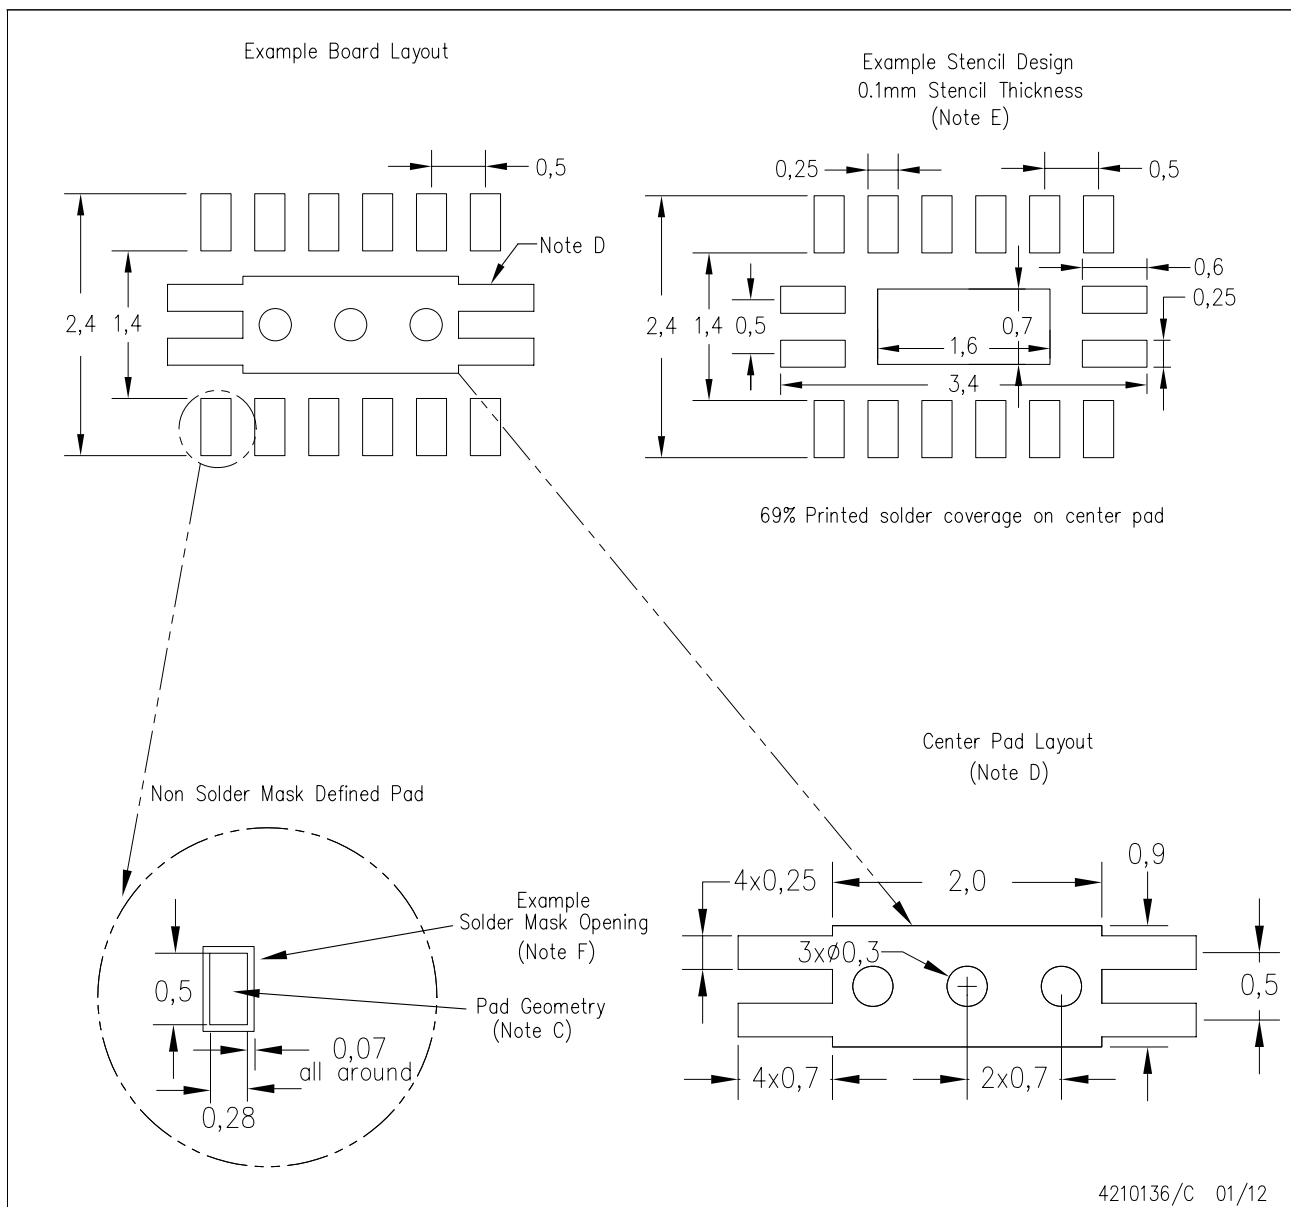 Example Board Layout
Example Stencil Design
0.1mm Stencil Thickness
(Note E)
0,5
0,25
0,5
Note D
2,4
1,4
2,4
1,4
0,5
0,7
1,6
3,4
0,6
0,25
69% Printed solder coverage on center pad
Center Pad Layout
(Note D)
Non Solder Mask Defined Pad
Example
Solder Mask Opening
(Note F)
Pad Geometry
(Note C)
0,5
0,07
all around
0,28
4x0,25
2,0
0,9
3xø0,3
0,5
4x0,7
2x0,7
4210136/C 01/12